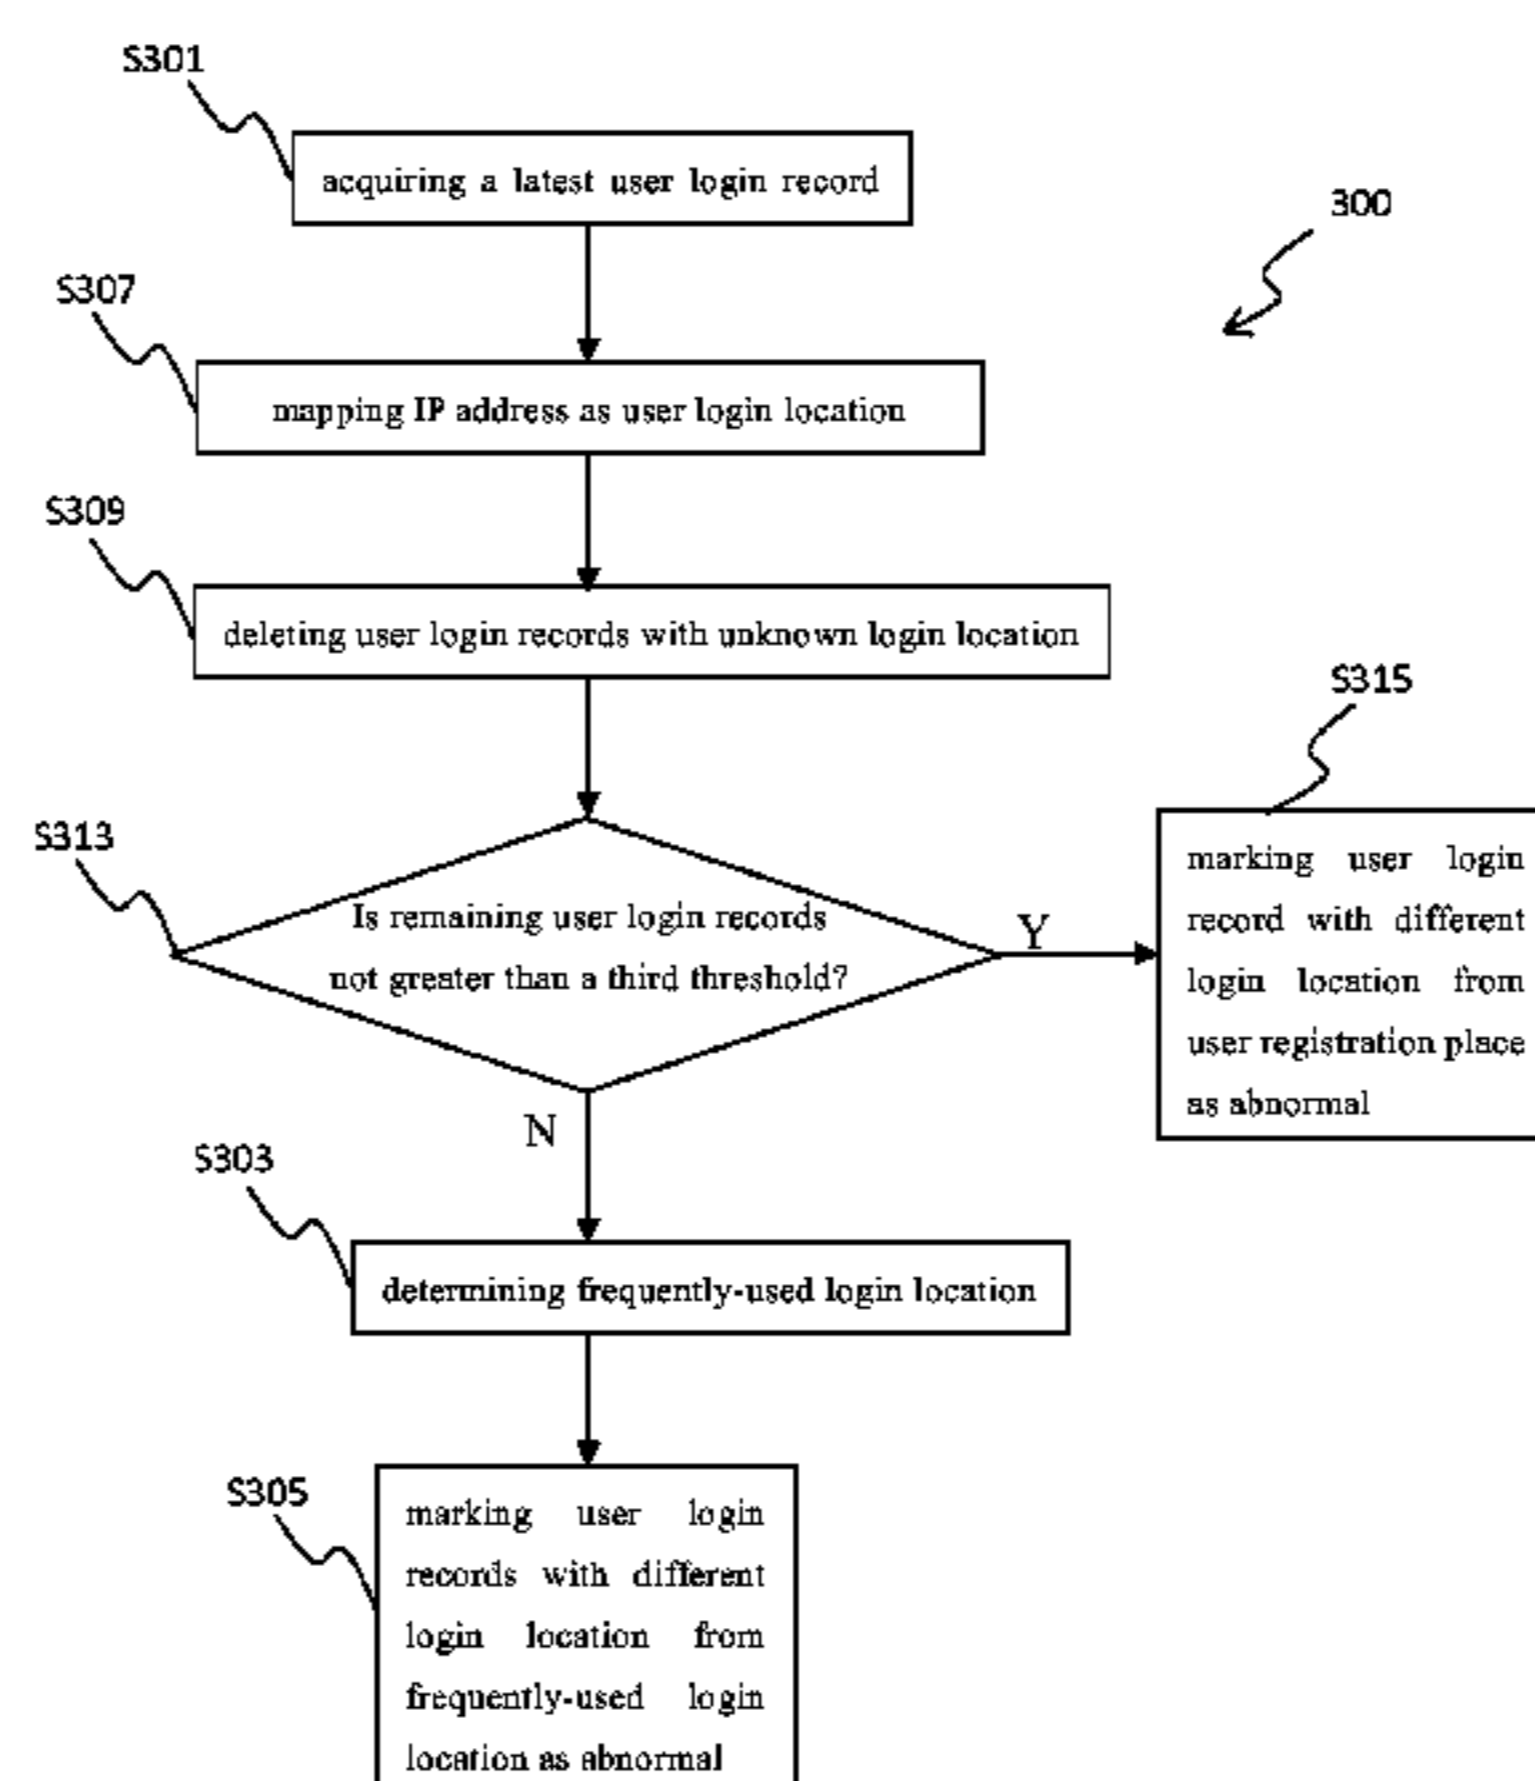 S301
acquiring a latest user login record
300
S307
mapping IP address as user login location
S309
deleting user login records with unknown login location
S315
marking user login
record with different
login location from
user registration place
as abnormal
S313
Is remaining user login records
not greater than a third threshold?
Y
N
S303
determining frequently-used login location
S305
marking user login
records with different
login location from
frequently-used login
location as abnormal